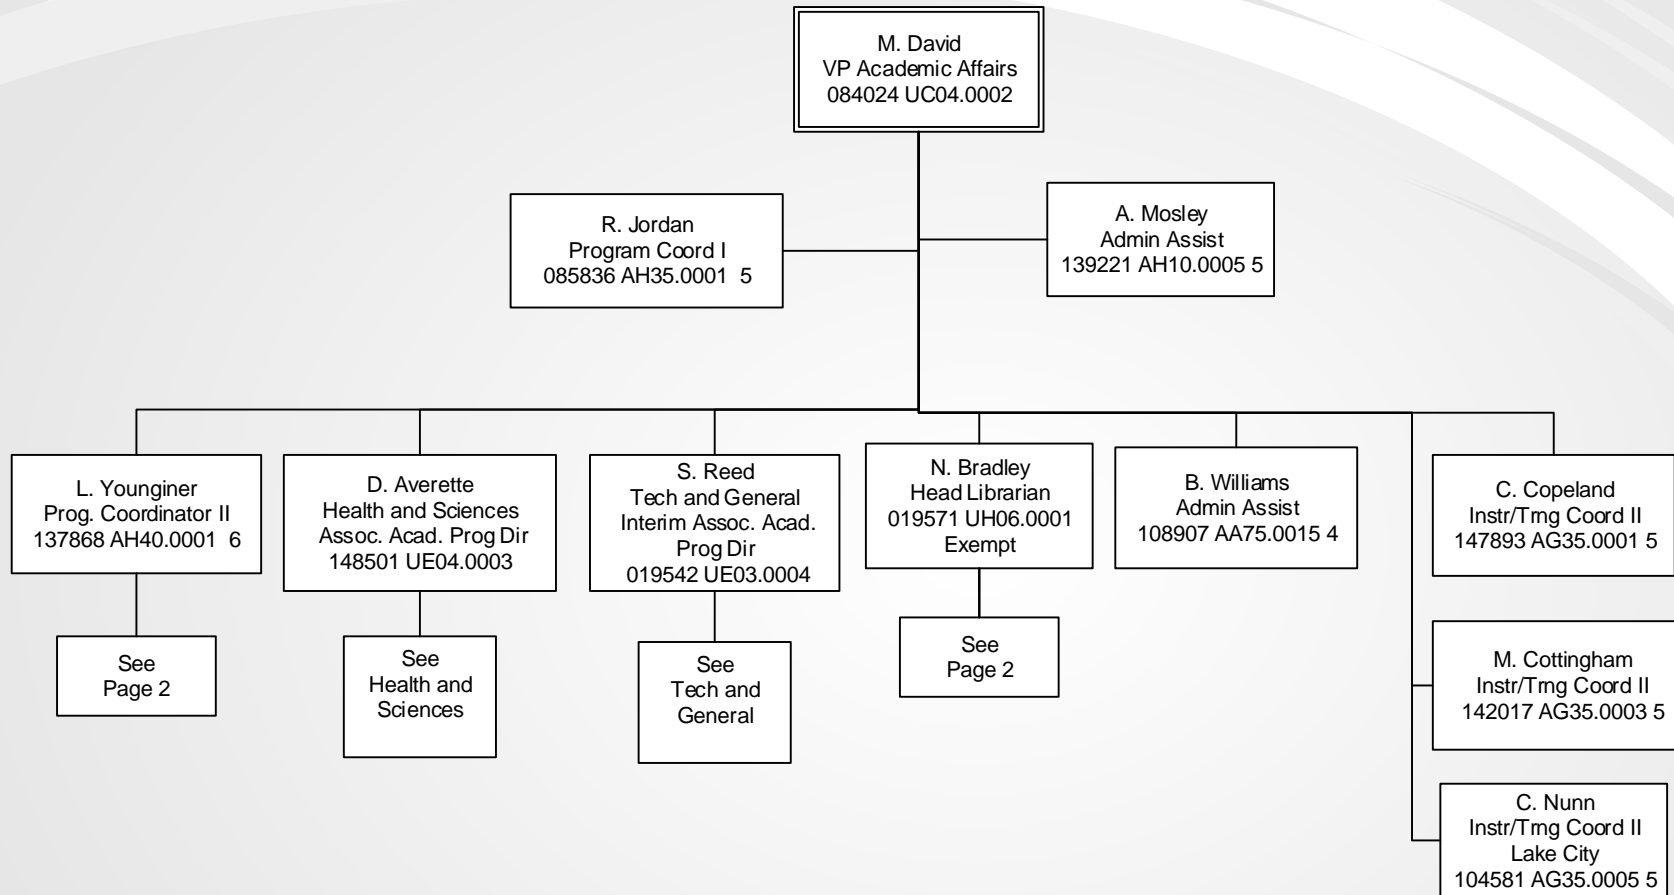 M. David
VP Academic Affairs
084024 UC04.0002
R. Jordan
Program Coord I
085836 AH35.0001  5
A. Mosley
Admin Assist
139221 AH10.0005 5
L. Younginer
Prog. Coordinator II
137868 AH40.0001  6
D. Averette
Health and Sciences
Assoc. Acad. Prog Dir
148501 UE04.0003
S. Reed
Tech and General
Interim Assoc. Acad.
Prog Dir
019542 UE03.0004
N. Bradley
Head Librarian
019571 UH06.0001
Exempt
B. Williams
Admin Assist
108907 AA75.0015 4
C. Copeland
Instr/Trng Coord II
147893 AG35.0001 5
See
Page 2
See
Health and
Sciences
See
Tech and
General
See
Page 2
M. Cottingham
Instr/Trng Coord II
142017 AG35.0003 5
C. Nunn
Instr/Trng Coord II
Lake City
104581 AG35.0005 5